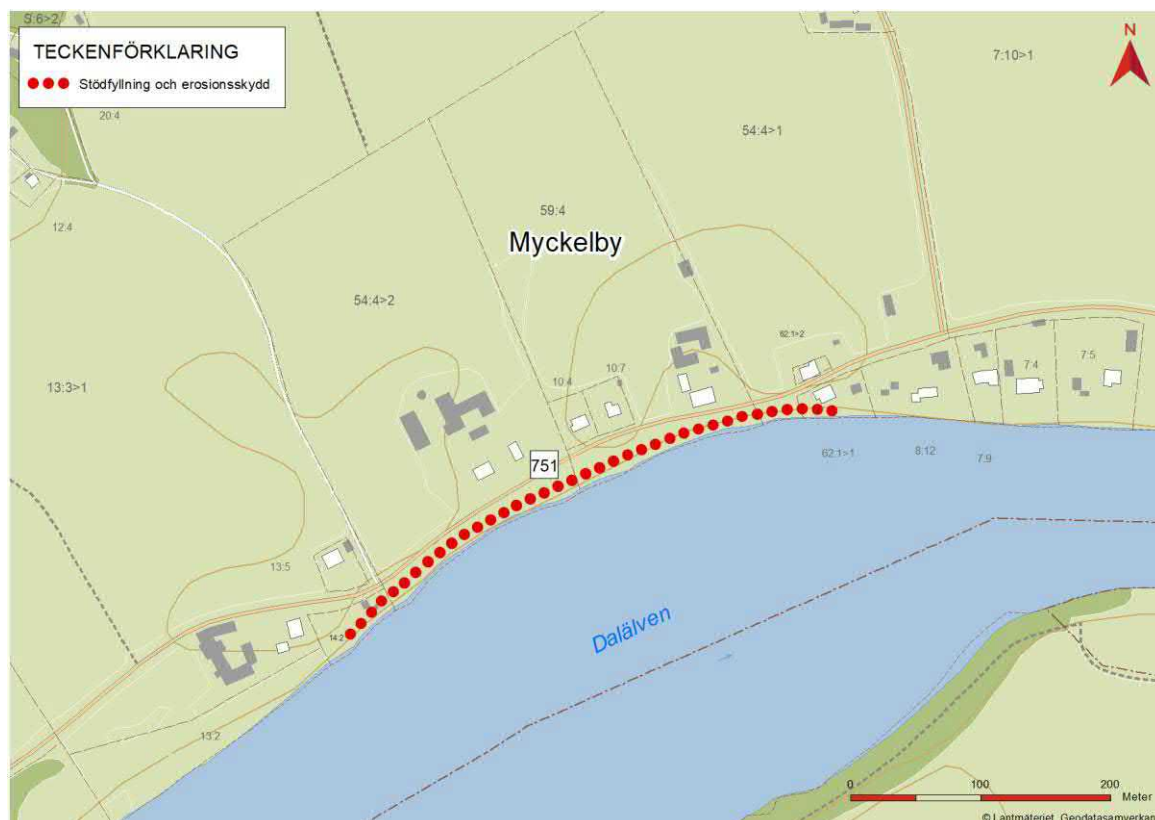 S:6>2
TECKENFÖRKLARING
Stödfyllning och erosionsskydd
N
7:10>1
20:4
54:4>1
12:4
59:4
Myckelby
54:4>2
62:1>2
13:3>1
10:4
10:7
7:4
7:5
751
62:1>1
8:12
7:9
13:5
14:2
Dalälven
13:2
0
100
200
Meter
© Lantmäteriet, Geodatasamverkan